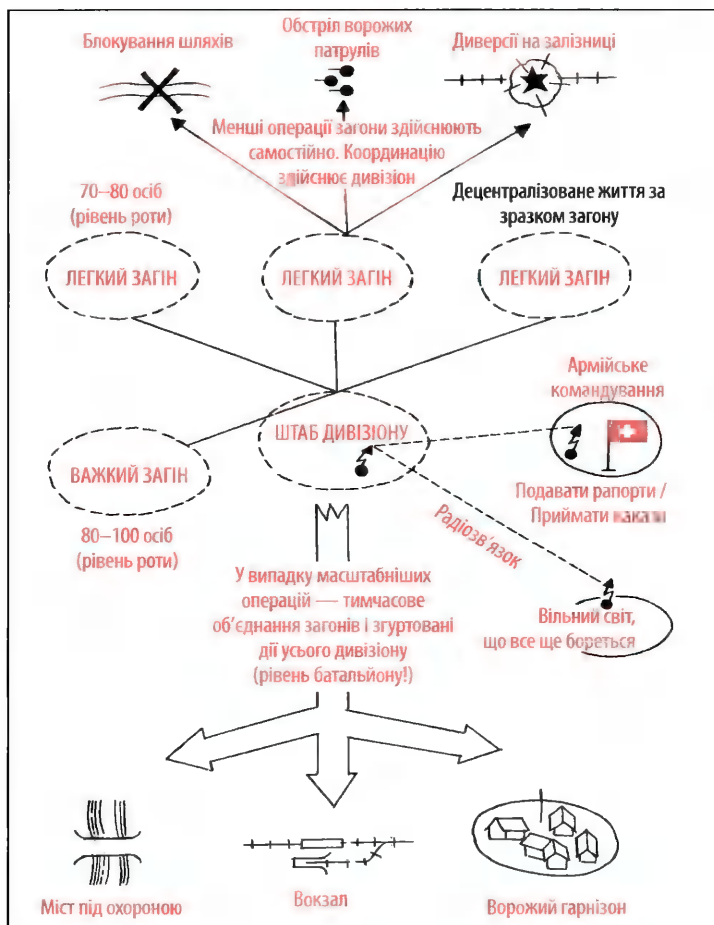 Блокування шляхів
Обстріл ворожих
патрулів
Диверсії на залізниці
Менші операції загони здійснюють
самостійно. Координацію
здійснює дивізіон
70–80 осіб
(рівень роти)
Децентралізоване життя за
зразком загону
ЛЕГКИЙ ЗАГІН
ЛЕГКИЙ ЗАГІН
ЛЕГКИЙ ЗАГІН
ШТАБ ДИВІЗІОНУ
Армійське
командування
ВАЖКИЙ ЗАГІН
80–100 осіб
(рівень роти)
Подавати рапорти /
Приймати
Радіозв'язок
У випадку масштабніших
операцій — тимчасове
об'єднання загонів і згуртовані
дії усього дивізіону
(рівень батальйону!)
Вільний світ,
що все ще бореться
Міст під охороною
Вокзал
Ворожий гарнізон